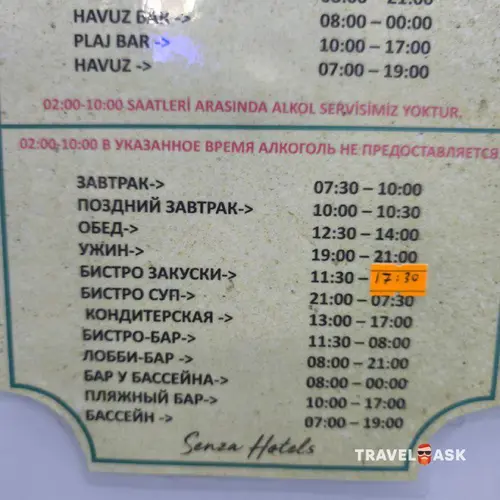 HAVUZ BAR -> 08:00 – 00:00
PLAJ BAR -> 10:00 – 17:00
HAVUZ -> 07:00 – 19:00
02:00-10:00 SAATLERİ ARASINDA ALKOL SERVİSİMİZ YOKTUR.
02:00-10:00 В УКАЗАННОЕ ВРЕМЯ АЛКОГОЛЬ НЕ ПРЕДОСТАВЛЯЕТСЯ
ЗАВТРАК-> 07:30 – 10:00
ПОЗДНИЙ ЗАВТРАК-> 10:00 - 10:30
ОБЕД-> 12:30 – 14:00
УЖИН-> 19:00 – 21:00
БИСТРО ЗАКУСКИ-> 11:30 – 17:30
БИСТРО СУП-> 21:00 – 07:30
КОНДИТЕРСКАЯ -> 13:00 – 17:00
БИСТРО-БАР-> 11:30 – 08:00
ЛОББИ-БАР -> 08:00 – 21:00
БАР У БАССЕЙНА-> 08:00 – 00:00
ПЛЯЖНЫЙ БАР-> 10:00 – 17:00
БАССЕЙН -> 07:00 – 19:00
Senza Hotels
TRAVEL ASK